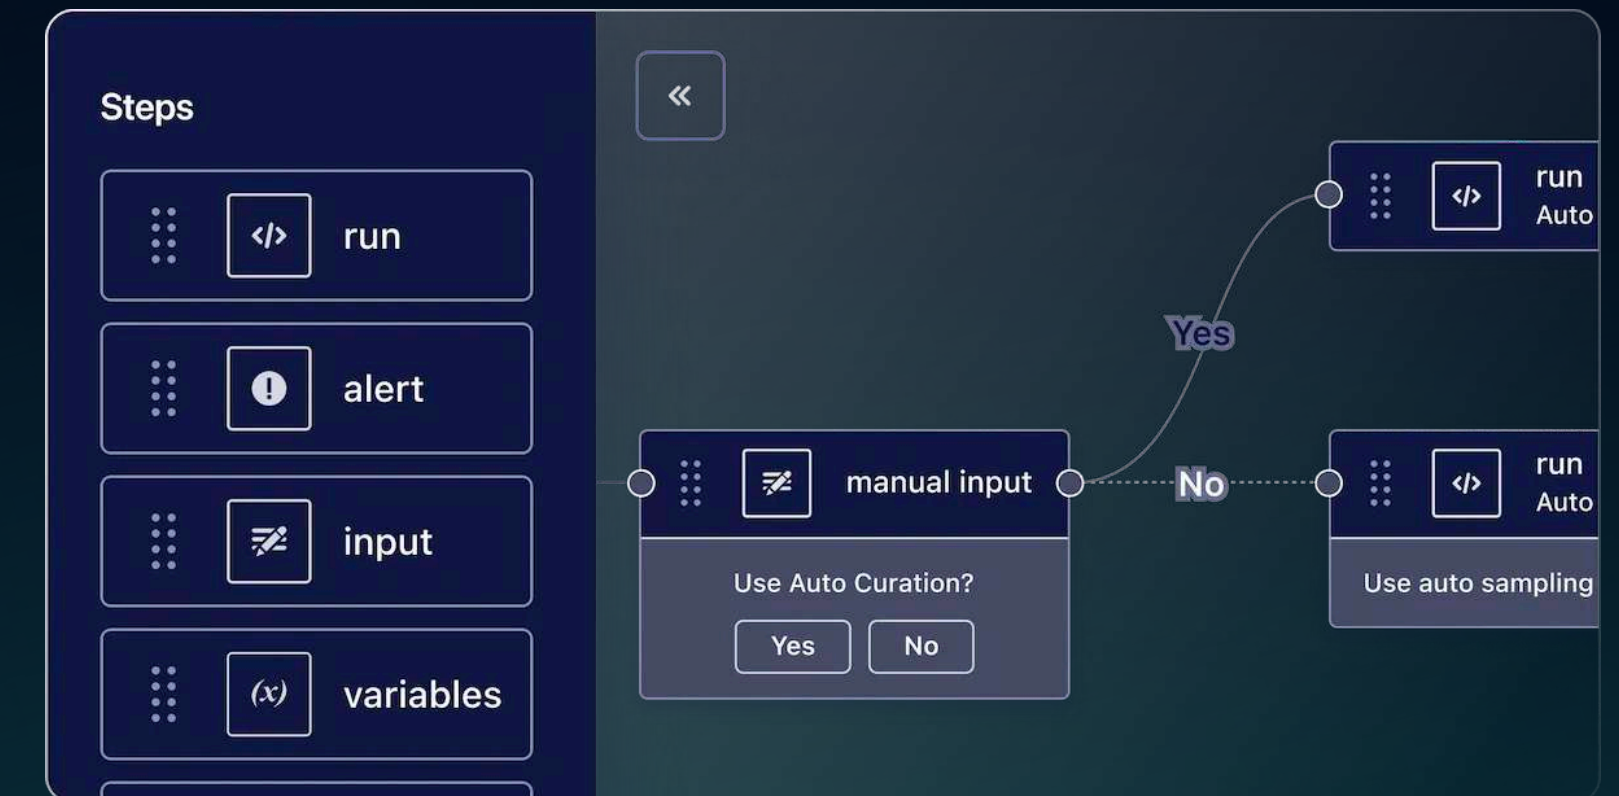 Steps
</>
run
!
alert
input
(x)
variables
«
manual input
Use Auto Curation?
Yes
No
Yes
No
</>
run
Auto
</>
run
Auto
Use auto sampling